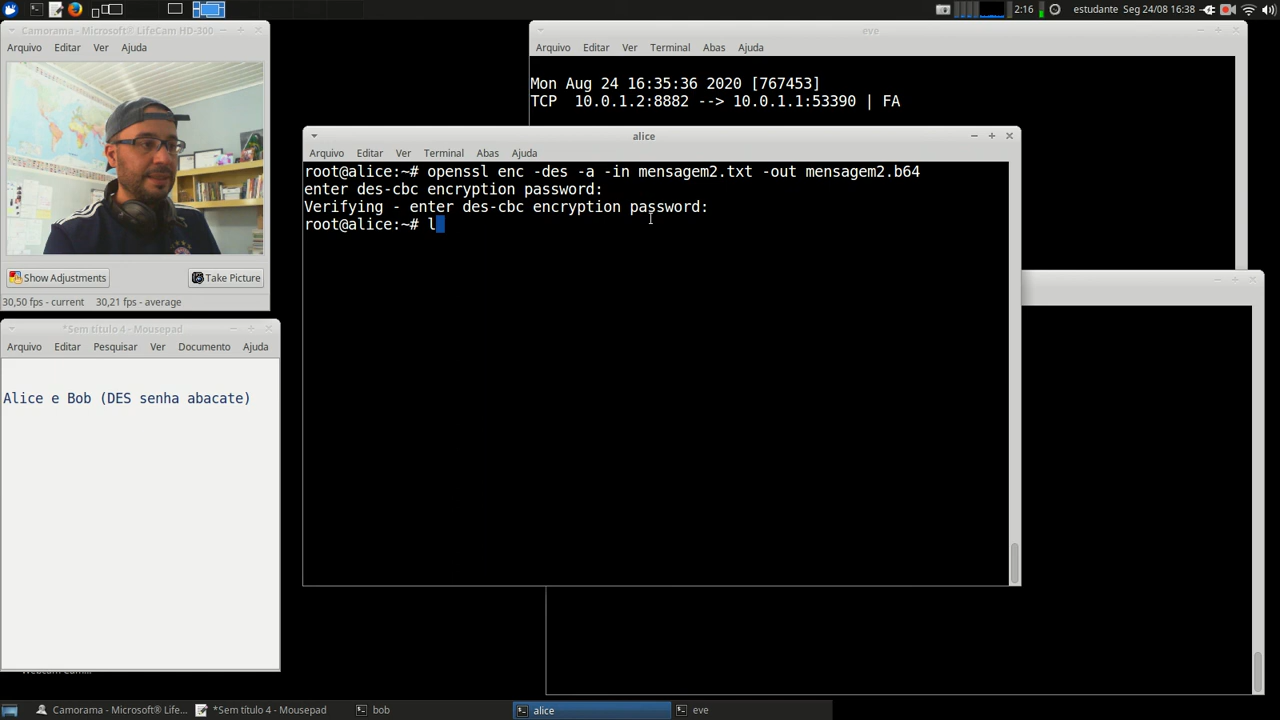 2:16 estudante Seg 24/08 16:38
Camorama - Microsoft® LifeCam HD-300
Arquivo Editar Ver Ajuda
Show Adjustments Take Picture
30,50 fps - current 30,21 fps - average
*Sem título 4 - Mousepad
Arquivo Editar Pesquisar Ver Documento Ajuda
Alice e Bob (DES senha abacate)
eve
Arquivo Editar Ver Terminal Abas Ajuda
Mon Aug 24 16:35:36 2020 [767453]
TCP 10.0.1.2:8882 --> 10.0.1.1:53390 | FA
alice
Arquivo Editar Ver Terminal Abas Ajuda
root@alice:~# openssl enc -des -a -in mensagem2.txt -out mensagem2.b64
enter des-cbc encryption password:
Verifying - enter des-cbc encryption password:
root@alice:~# l
Camorama - Microsoft® Life... *Sem título 4 - Mousepad bob alice eve